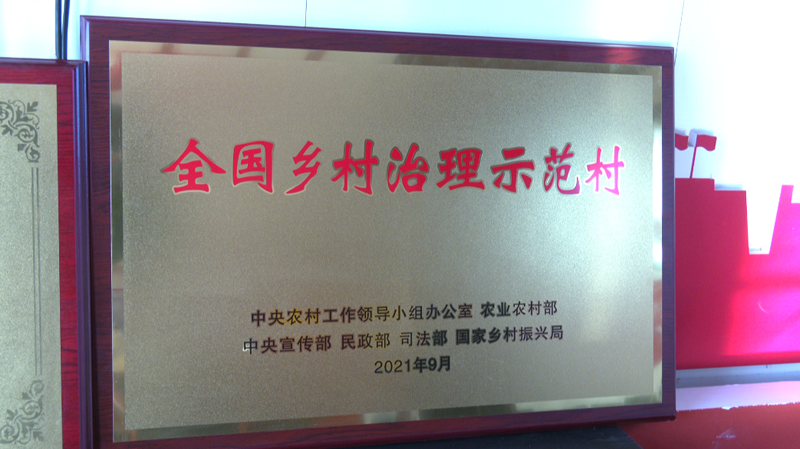 全国乡村治理示范村
中央农村工作领导小组办公室 农业农村部
中央宣传部 民政部 司法部 国家乡村振兴局
2021年9月